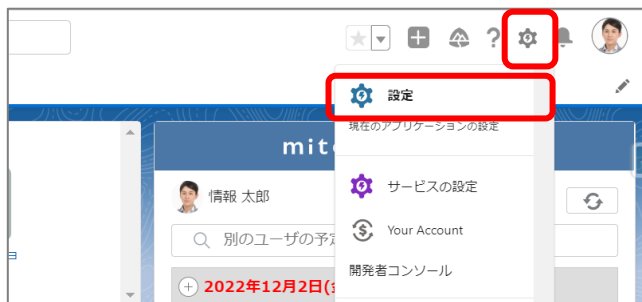 設定
現在のアプリケーションの設定
mit
情報 太郎
サービスの設定
別のユーザの予
Your Account
日
開発者コンソール
2022年12月2日(